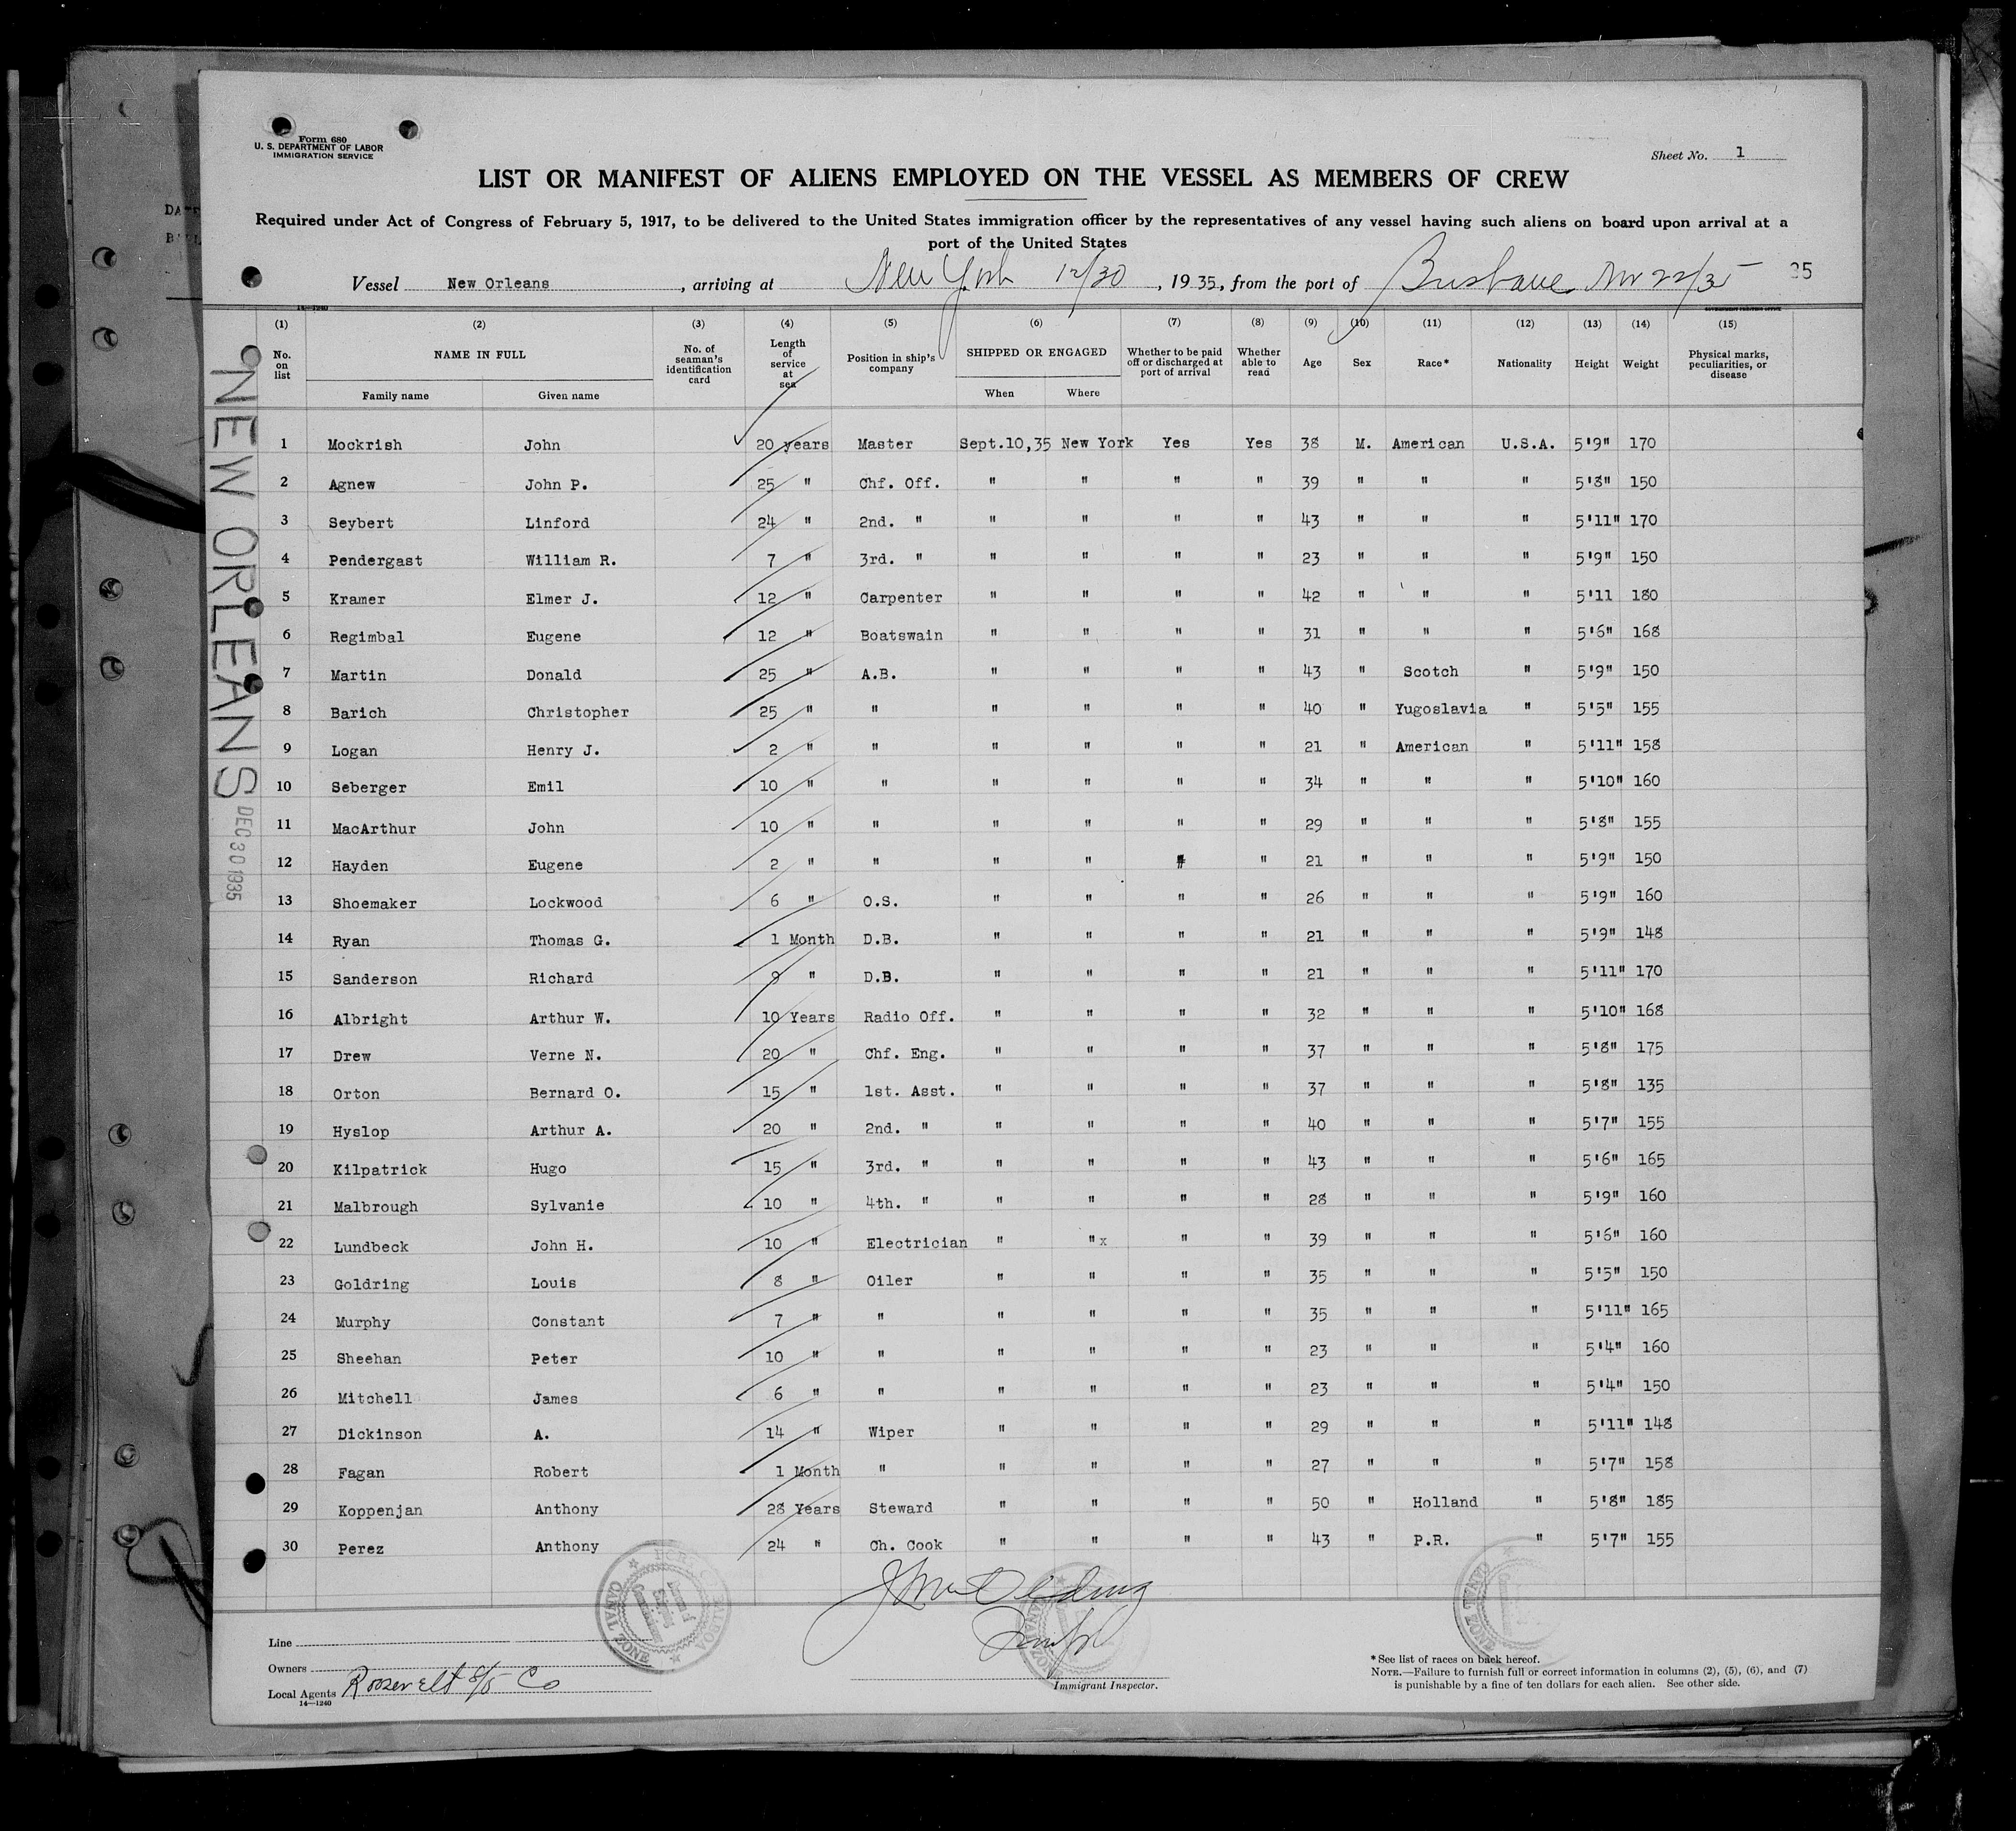 Form 680
U. S. DEPARTMENT OF LABOR
IMMIGRATION SERVICE
Sheet No. 1
LIST OR MANIFEST OF ALIENS EMPLOYED ON THE VESSEL AS MEMBERS OF CREW
Required under Act of Congress of February 5, 1917, to be delivered to the United States immigration officer by the representatives of any vessel having such aliens on board upon arrival at a
port of the United States
Vessel New Orleans, arriving at New York 12/30, 1935, from the port of Brisbane Nov 22/35 35
14-1240
(1) (2) (3) (4) (5) (6) (7) (8) (9) (10) (11) (12) (13) (14) (15)
No. on list NAME IN FULL Family name Given name No. of seaman's identification card Length of service at sea Position in ship's company SHIPPED OR ENGAGED When Where Whether to be paid off or discharged at port of arrival Whether able to read Age Sex Race* Nationality Height Weight Physical marks, peculiarities, or disease
1 Mockrish John 20 years Master Sept.10,35 New York Yes Yes 38 M. American U.S.A. 5'9" 170
2 Agnew John P. 25 " Chf. Off. " " " " 39 " " " 5'8" 150
3 Seybert Linford 24 " 2nd. " " " " " 43 " " " 5'11" 170
4 Pendergast William R. 7 " 3rd. " " " " " 23 " " " 5'9" 150
5 Kramer Elmer J. 12 " Carpenter " " " " 42 " " " 5'11 180
6 Regimbal Eugene 12 " Boatswain " " " " 31 " " " 5'6" 168
7 Martin Donald 25 " A.B. " " " " 43 " Scotch " 5'9" 150
8 Barich Christopher 25 " " " " " " 40 " Yugoslavia " 5'5" 155
9 Logan Henry J. 2 " " " " " " 21 " American " 5'11" 158
10 Seberger Emil 10 " " " " " " 34 " " " 5'10" 160
11 MacArthur John 10 " " " " " " 29 " " " 5'8" 155
12 Hayden Eugene 2 " " " " " " 21 " " " 5'9" 150
13 Shoemaker Lockwood 6 " O.S. " " " " 26 " " " 5'9" 160
14 Ryan Thomas G. 1 Month D.B. " " " " 21 " " " 5'9" 148
15 Sanderson Richard 9 " D.B. " " " " 21 " " " 5'11" 170
16 Albright Arthur W. 10 Years Radio Off. " " " " 32 " " " 5'10" 168
17 Drew Verne N. 20 " Chf. Eng. " " " " 37 " " " 5'8" 175
18 Orton Bernard O. 15 " 1st. Asst. " " " " 37 " " " 5'8" 135
19 Hyslop Arthur A. 20 " 2nd. " " " " " 40 " " " 5'7" 155
20 Kilpatrick Hugo 15 " 3rd. " " " " " 43 " " " 5'6" 165
21 Malbrough Sylvanie 10 " 4th. " " " " " 28 " " " 5'9" 160
22 Lundbeck John H. 10 " Electrician " "x " " 39 " " " 5'6" 160
23 Goldring Louis 8 " Oiler " " " " 35 " " " 5'5" 150
24 Murphy Constant 7 " " " " " " 35 " " " 5'11" 165
25 Sheehan Peter 10 " " " " " " 23 " " " 5'4" 160
26 Mitchell James 6 " " " " " " 23 " " " 5'4" 150
27 Dickinson A. 14 " Wiper " " " " 29 " " " 5'11" 148
28 Fagan Robert 1 Month " " " " " 27 " " " 5'7" 158
29 Koppenjan Anthony 28 Years Steward " " " " 50 " Holland " 5'8" 185
30 Perez Anthony 24 " Ch. Cook " " " " 43 " P.R. " 5'7" 155
NEW ORLEANS
DEC 30 1935
CANAL ZONE
BALBOA
CANAL ZONE
CANAL ZONE
Line
Owners
Local Agents Roosevelt S/S Co
14-1240
Immigrant Inspector.
*See list of races on back hereof.
NOTE.—Failure to furnish full or correct information in columns (2), (5), (6), and (7)
is punishable by a fine of ten dollars for each alien. See other side.